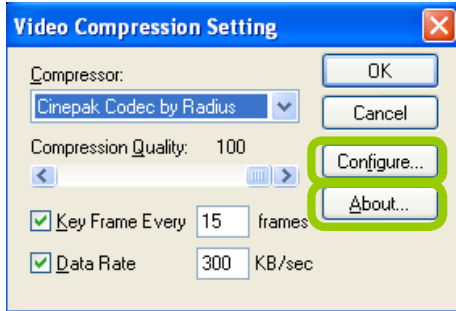 Video Compression Setting
Compressor:
Cinepak Codec by Radius
Compression Quality: 100
Key Frame Every 15 frames
Data Rate 300 KB/sec
OK
Cancel
Configure...
About...